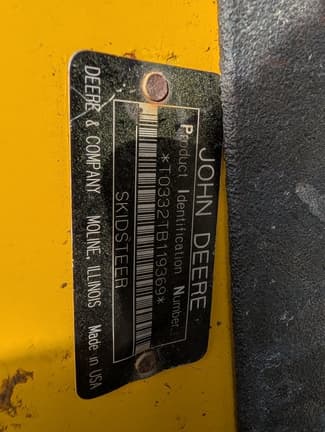 JOHN DEERE
Product Identification Number
*T0332TB119369*
SKIDSTEER
DEERE & COMPANY MOLINE, ILLINOIS Made in USA